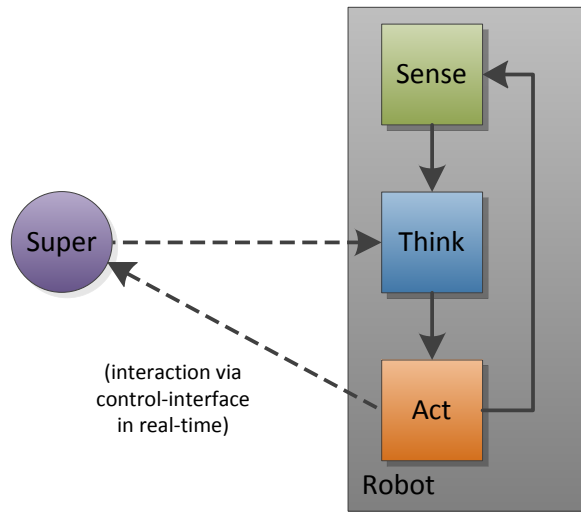 Sense
Super
Think
(interaction via
control-interface
in real-time)
Act
Robot